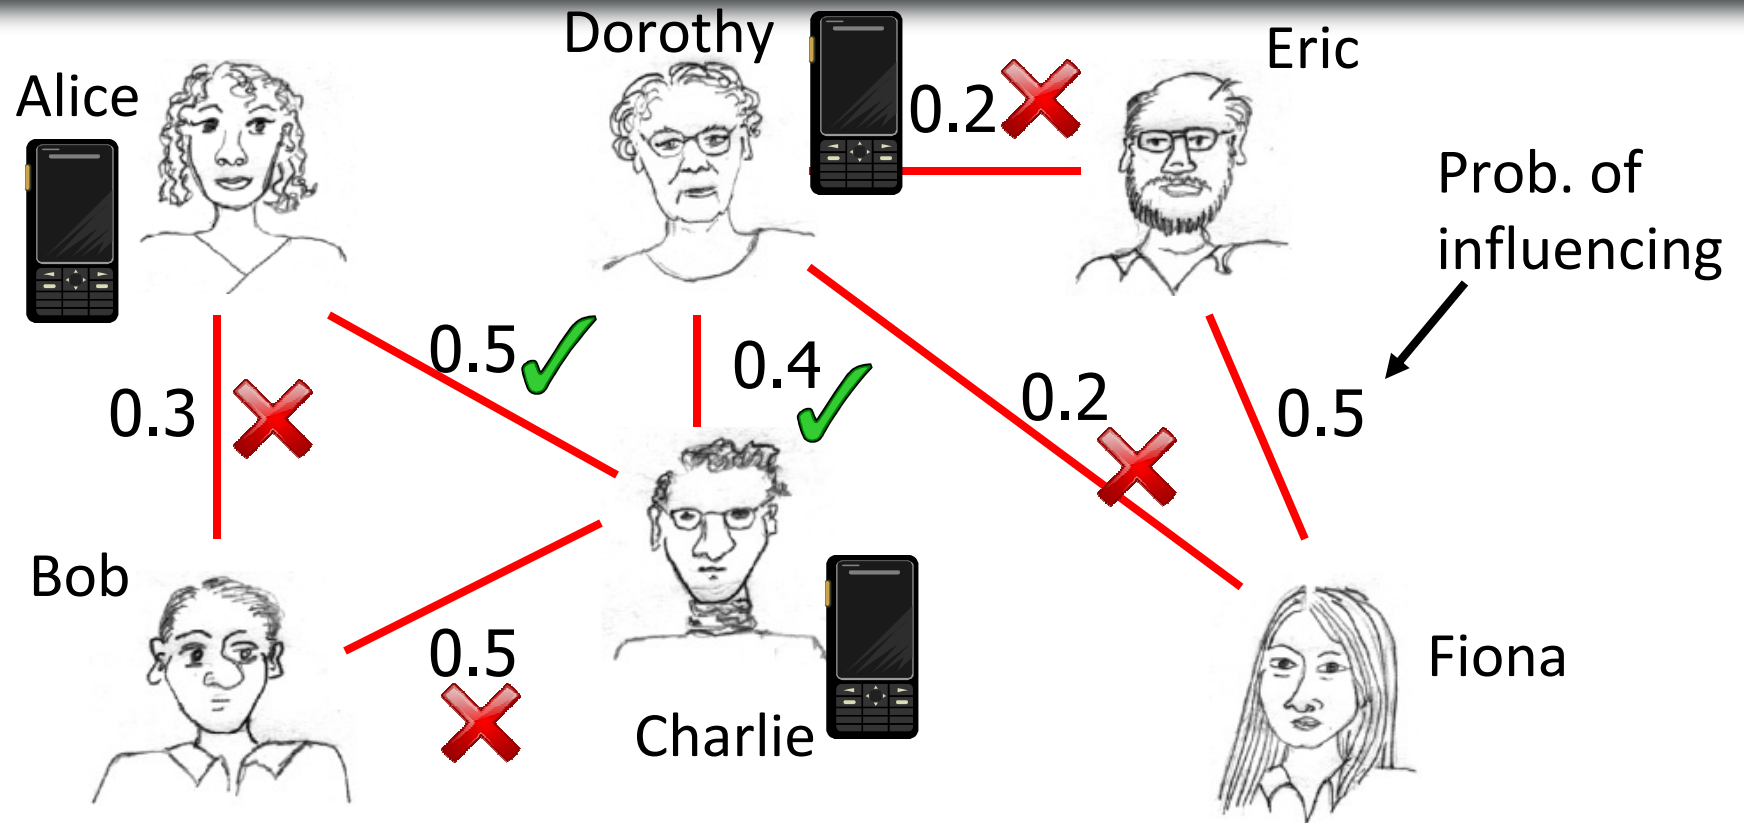 Dorothy
Eric
Alice
0.2
Prob. of
influencing
0.5
0.4
0.3
0.2
0.5
Bob
0.5
Fiona
Charlie